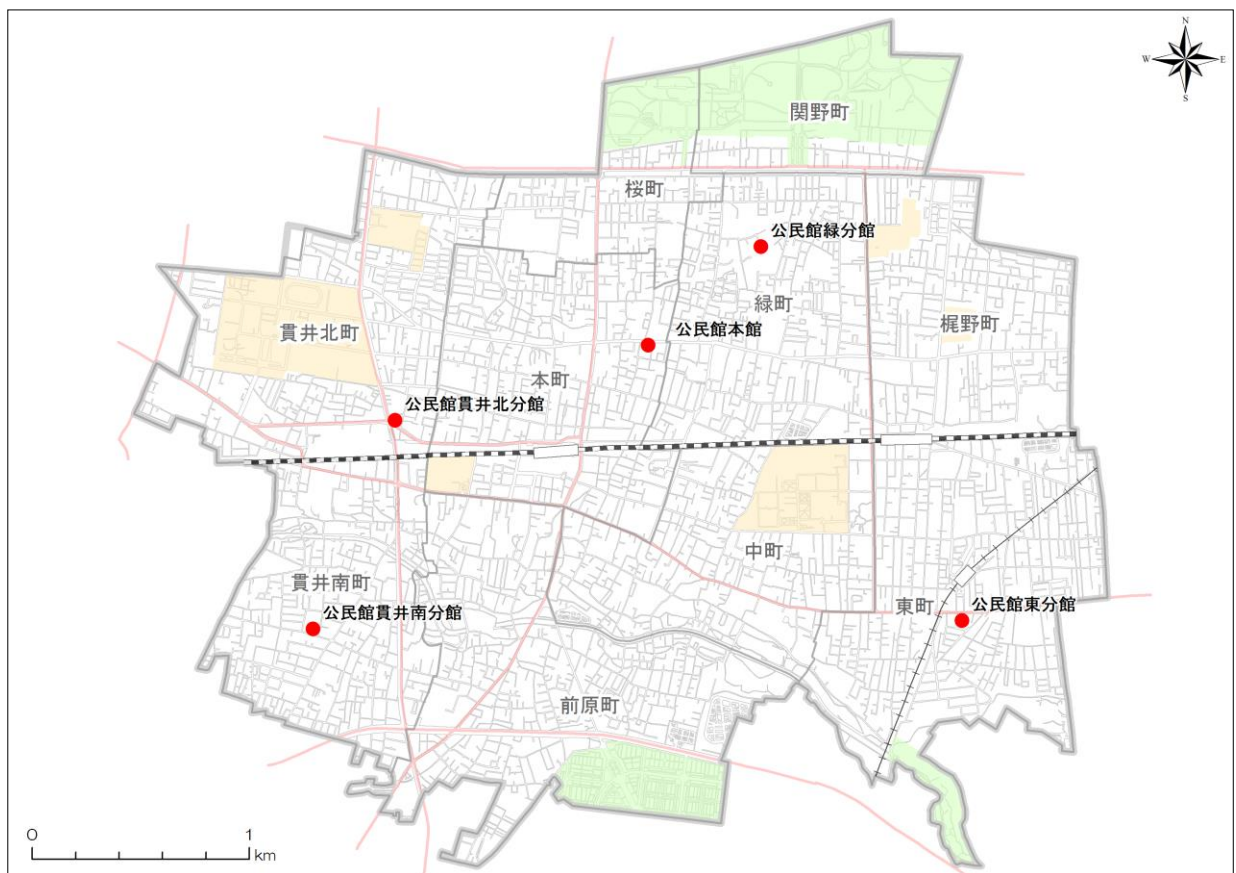 N
W
E
S
関野町
桜町
公民館緑分館
緑町
貫井北町
公民館本館
梶野町
本町
公民館貫井北分館
中町
貫井南町
公民館貫井南分館
東町
公民館東分館
前原町
0
1
km